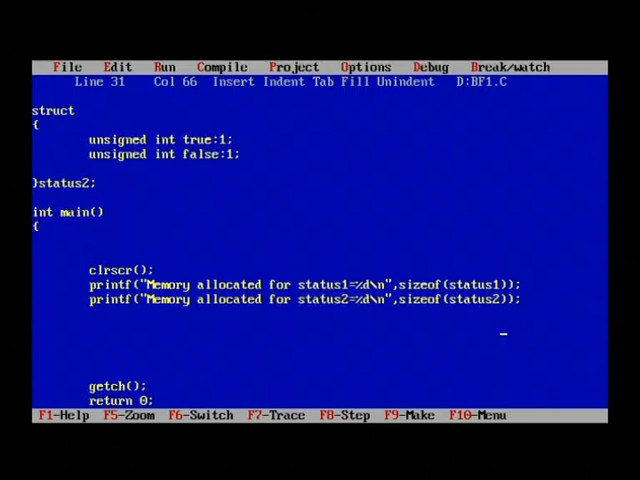 File Edit Run Compile Project Options Debug Break/watch
Line 31 Col 66 Insert Indent Tab Fill Unindent D:BF1.C
struct
{
unsigned int true:1;
unsigned int false:1;
}status2;
int main()
{
clrscr();
printf("Memory allocated for status1=%d\n",sizeof(status1));
printf("Memory allocated for status2=%d\n",sizeof(status2));
getch();
return 0;
F1-Help F5-Zoom F6-Switch F7-Trace F8-Step F9-Make F10-Menu